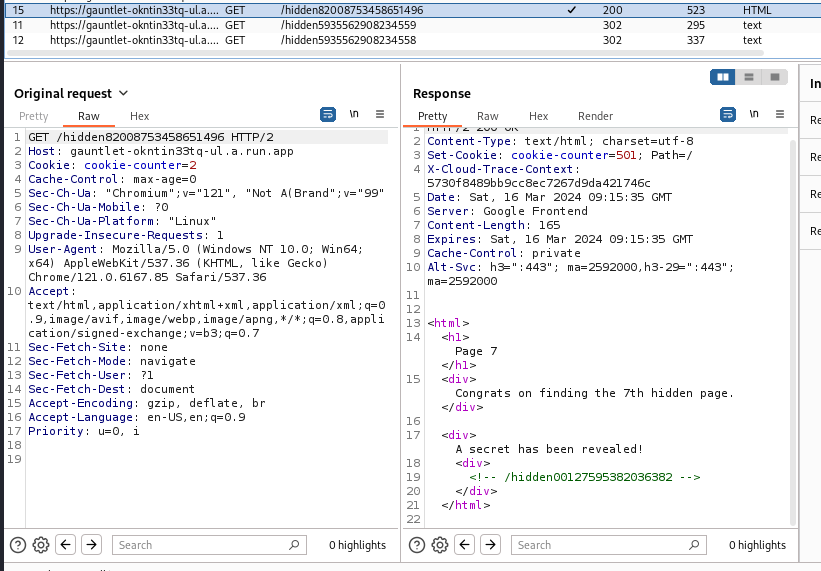 15 https://gauntlet-okntin33tq-ul.a.... GET /hidden82008753458651496 ✓ 200 523 HTML
11 https://gauntlet-okntin33tq-ul.a.... GET /hidden5935562908234559 302 295 text
12 https://gauntlet-okntin33tq-ul.a.... GET /hidden5935562908234558 302 337 text
Original request
Pretty Raw Hex \n
1 GET /hidden82008753458651496 HTTP/2
2 Host: gauntlet-okntin33tq-ul.a.run.app
3 Cookie: cookie-counter=2
4 Cache-Control: max-age=0
5 Sec-Ch-Ua: "Chromium";v="121", "Not A(Brand";v="99"
6 Sec-Ch-Ua-Mobile: ?0
7 Sec-Ch-Ua-Platform: "Linux"
8 Upgrade-Insecure-Requests: 1
9 User-Agent: Mozilla/5.0 (Windows NT 10.0; Win64;
x64) AppleWebKit/537.36 (KHTML, like Gecko)
Chrome/121.0.6167.85 Safari/537.36
10 Accept:
text/html,application/xhtml+xml,application/xml;q=0
.9,image/avif,image/webp,image/apng,*/*;q=0.8,appli
cation/signed-exchange;v=b3;q=0.7
11 Sec-Fetch-Site: none
12 Sec-Fetch-Mode: navigate
13 Sec-Fetch-User: ?1
14 Sec-Fetch-Dest: document
15 Accept-Encoding: gzip, deflate, br
16 Accept-Language: en-US,en;q=0.9
17 Priority: u=0, i
18
19
Search 0 highlights
Response
Pretty Raw Hex Render \n
1 HTTP/2 200 OK
2 Content-Type: text/html; charset=utf-8
3 Set-Cookie: cookie-counter=501; Path=/
4 X-Cloud-Trace-Context:
5730f8489bb9cc8ec7267d9da421746c
5 Date: Sat, 16 Mar 2024 09:15:35 GMT
6 Server: Google Frontend
7 Content-Length: 165
8 Expires: Sat, 16 Mar 2024 09:15:35 GMT
9 Cache-Control: private
10 Alt-Svc: h3=":443"; ma=2592000,h3-29=":443";
ma=2592000
11
12
13 <html>
14 <h1>
Page 7
</h1>
15 <div>
Congrats on finding the 7th hidden page.
</div>
16
17 <div>
A secret has been revealed!
18 <div>
19 <!-- /hidden00127595382036382 -->
20 </div>
21 </html>
22
Search 0 highlights